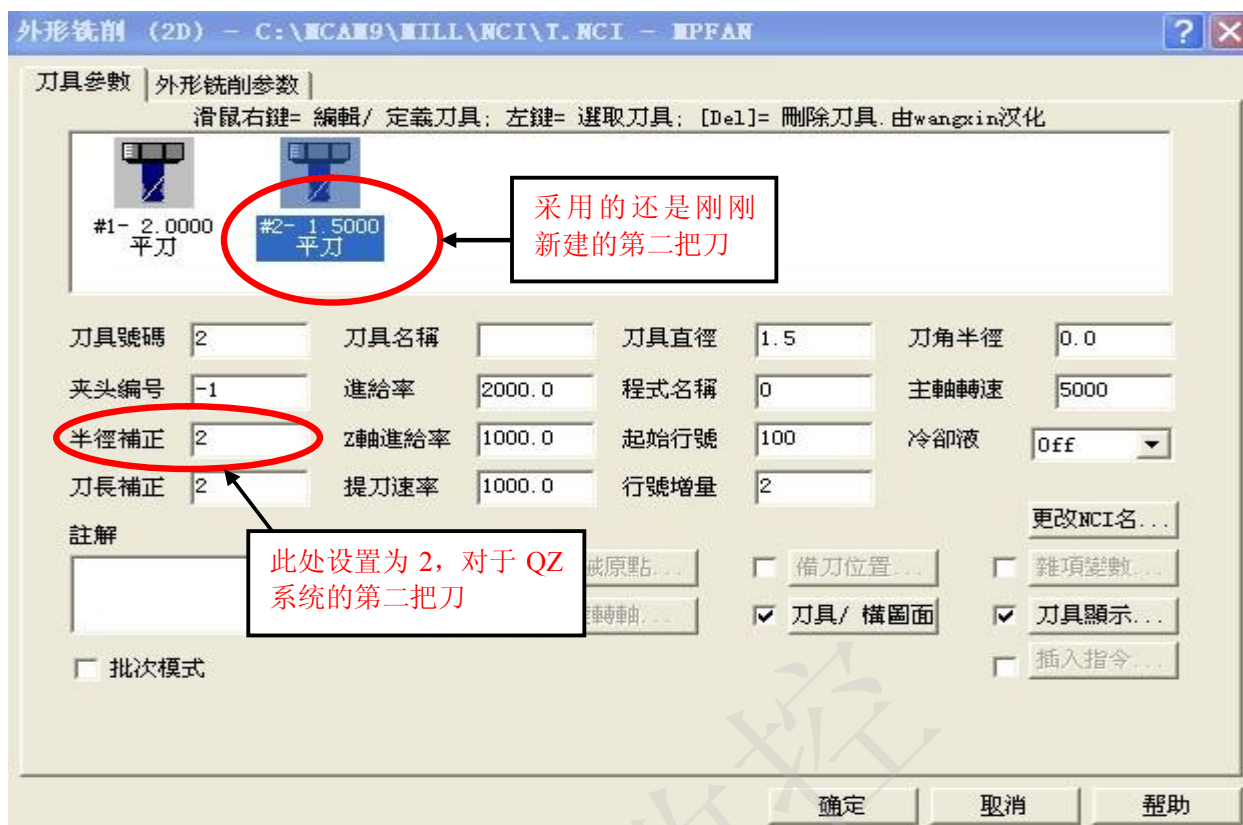 外形铣削 (2D) - C:\MCAM9\MILL\NCI\T.NCI - MPFAN
刀具參數 外形铣削参数
滑鼠右鍵= 編輯/ 定義刀具; 左鍵= 選取刀具; [Del]= 刪除刀具.由wangxin汉化
#1- 2.0000
平刀
#2- 1.5000
平刀
采用的还是刚刚
新建的第二把刀
刀具號碼 2 刀具名稱 刀具直徑 1.5 刀角半徑 0.0
夹头编号 -1 進給率 2000.0 程式名稱 0 主軸轉速 5000
半徑補正 2 Z軸進給率 1000.0 起始行號 100 冷卻液 Off
刀長補正 2 提刀速率 1000.0 行號增量 2
更改NCI名...
註解
此处设置为 2，对于 QZ
系统的第二把刀
原點... 備刀位置... 雜項變數...
轉軸... 刀具/ 構圖面 刀具顯示...
批次模式 插入指令...
控
确定 取消 帮助